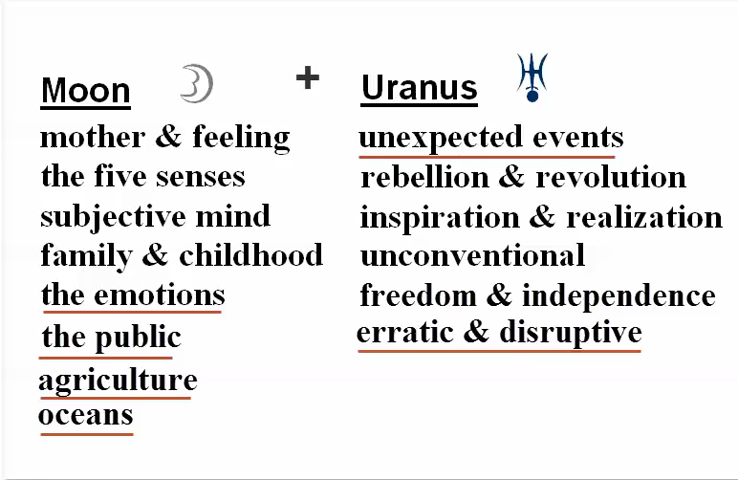 Moon
mother & feeling
the five senses
subjective mind
family & childhood
the emotions
the public
agriculture
oceans
+
Uranus
unexpected events
rebellion & revolution
inspiration & realization
unconventional
freedom & independence
erratic & disruptive